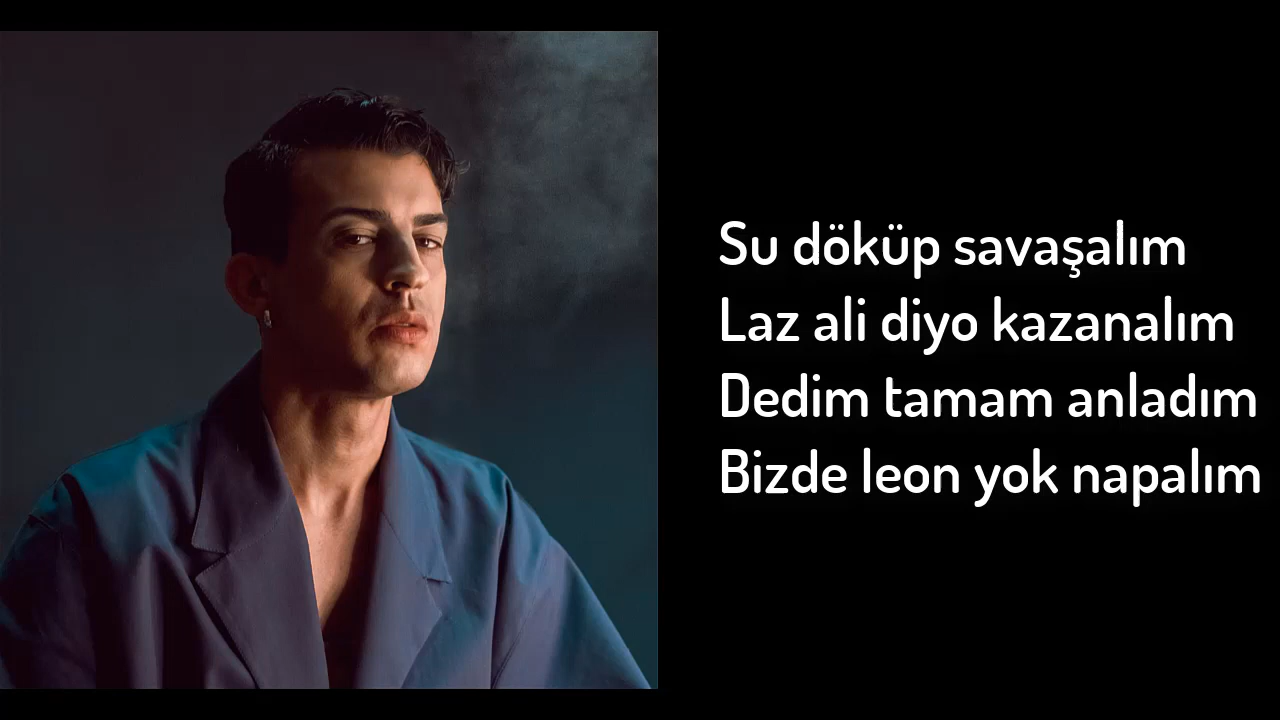 Su döküp savaşalım
Laz ali diyo kazanalım
Dedim tamam anladım
Bizde leon yok napalım